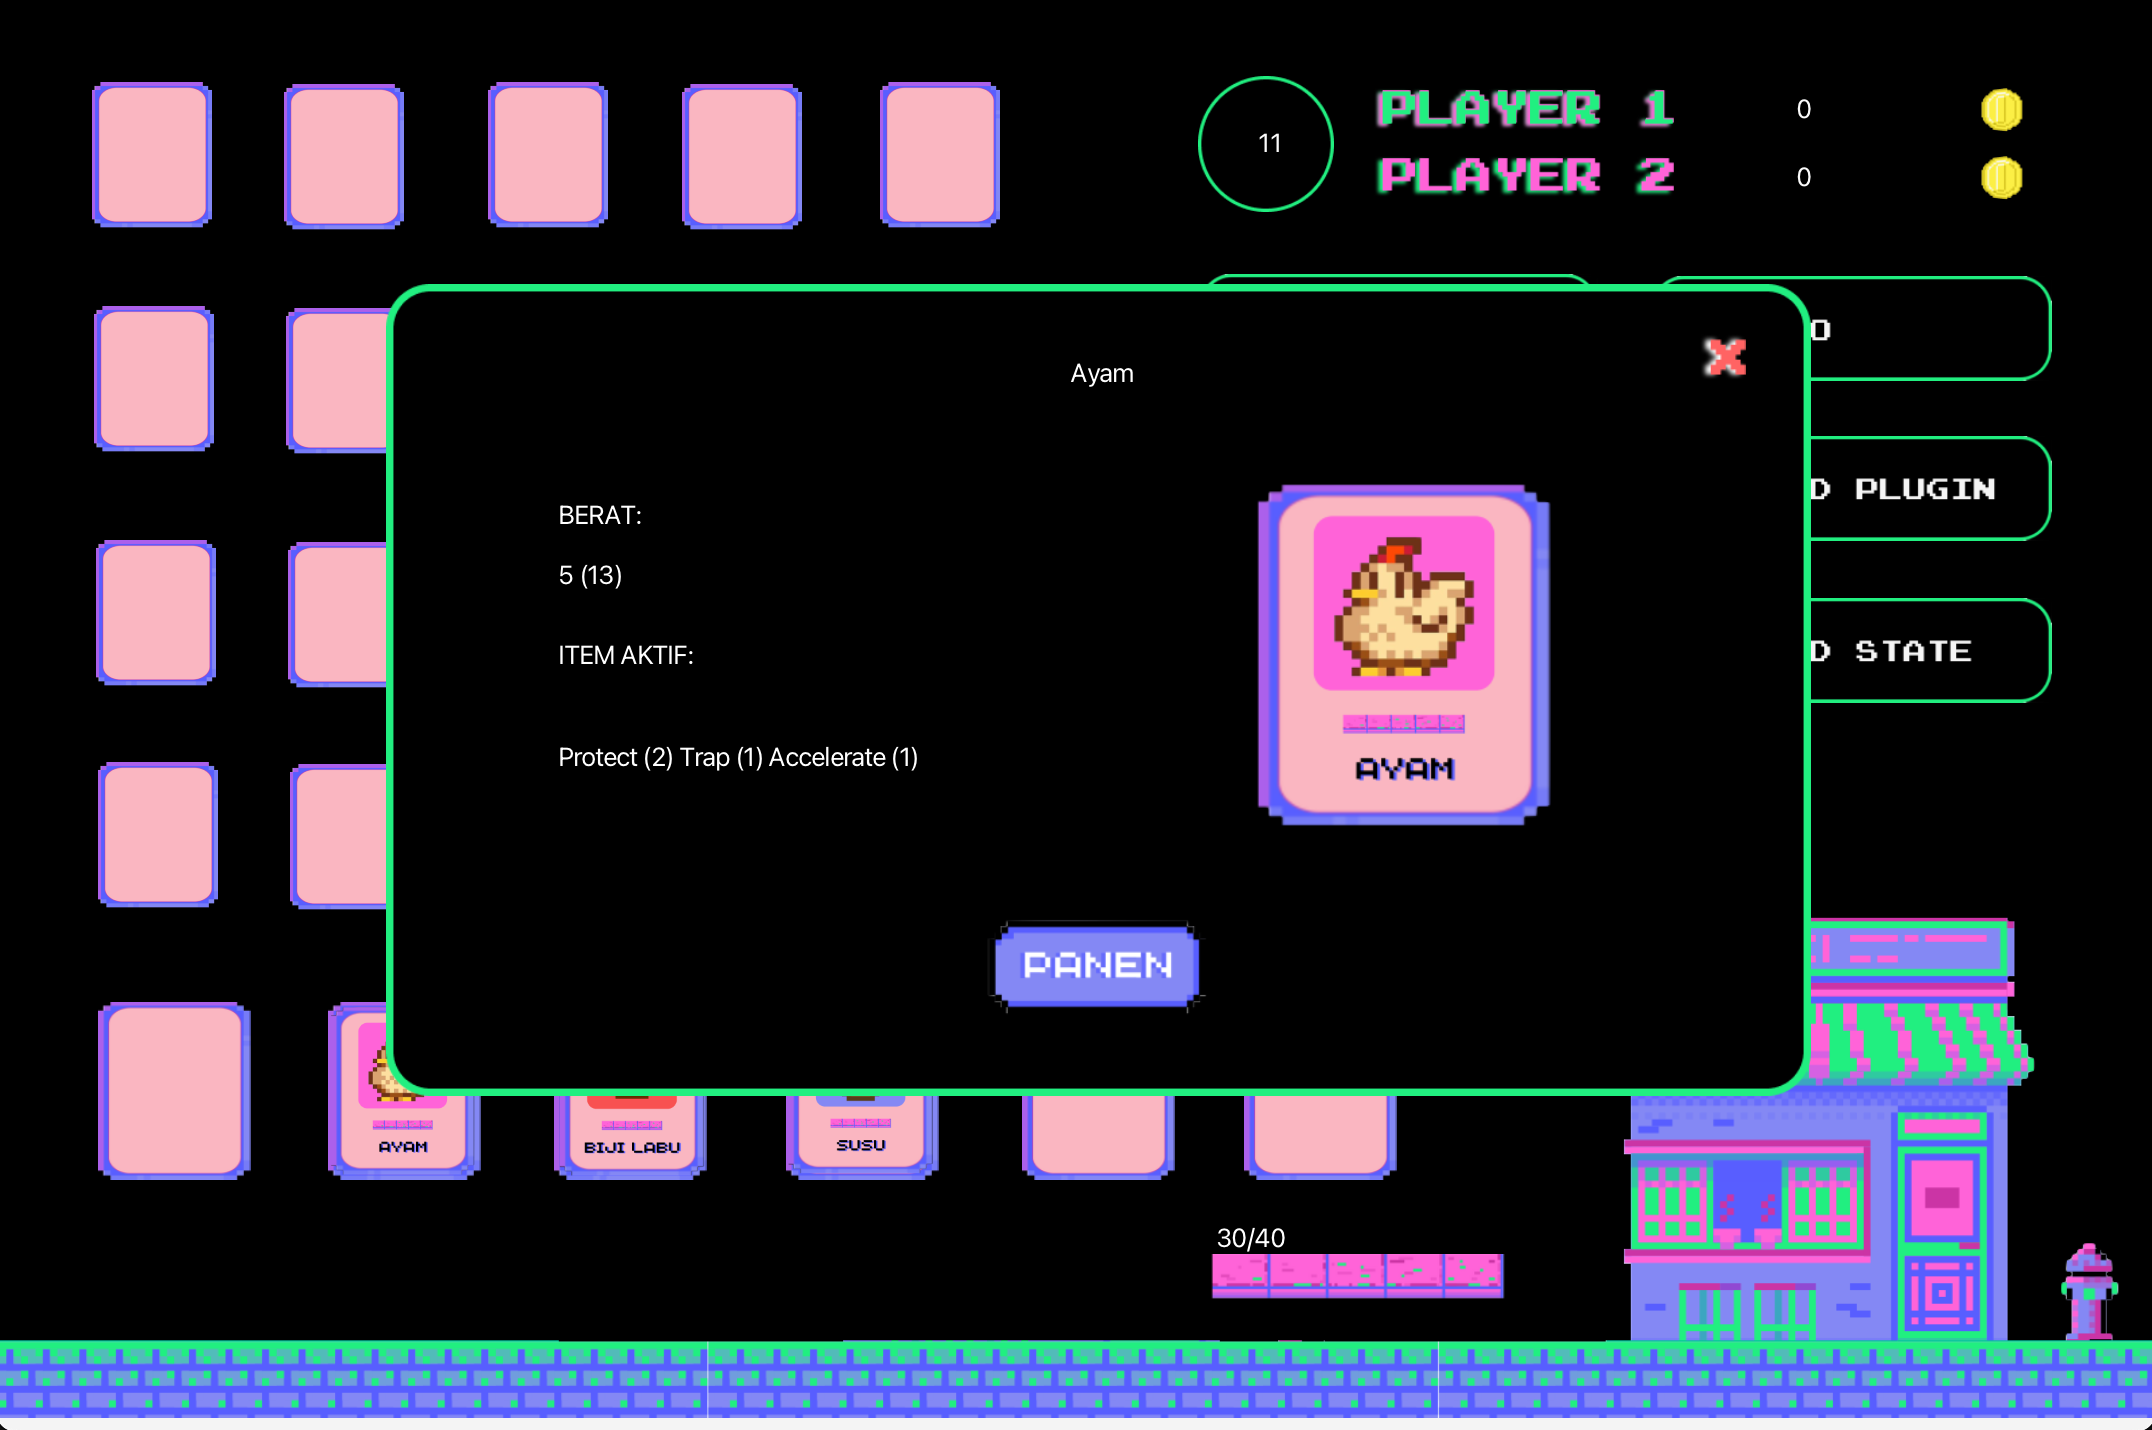 PLAYER 1 0
11
PLAYER 2 0
Ayam
BERAT:
5 (13)
ITEM AKTIF:
Protect (2) Trap (1) Accelerate (1)
AYAM
PANEN
PLUGIN
STATE
AYAM
BIJI LABU
SUSU
30/40